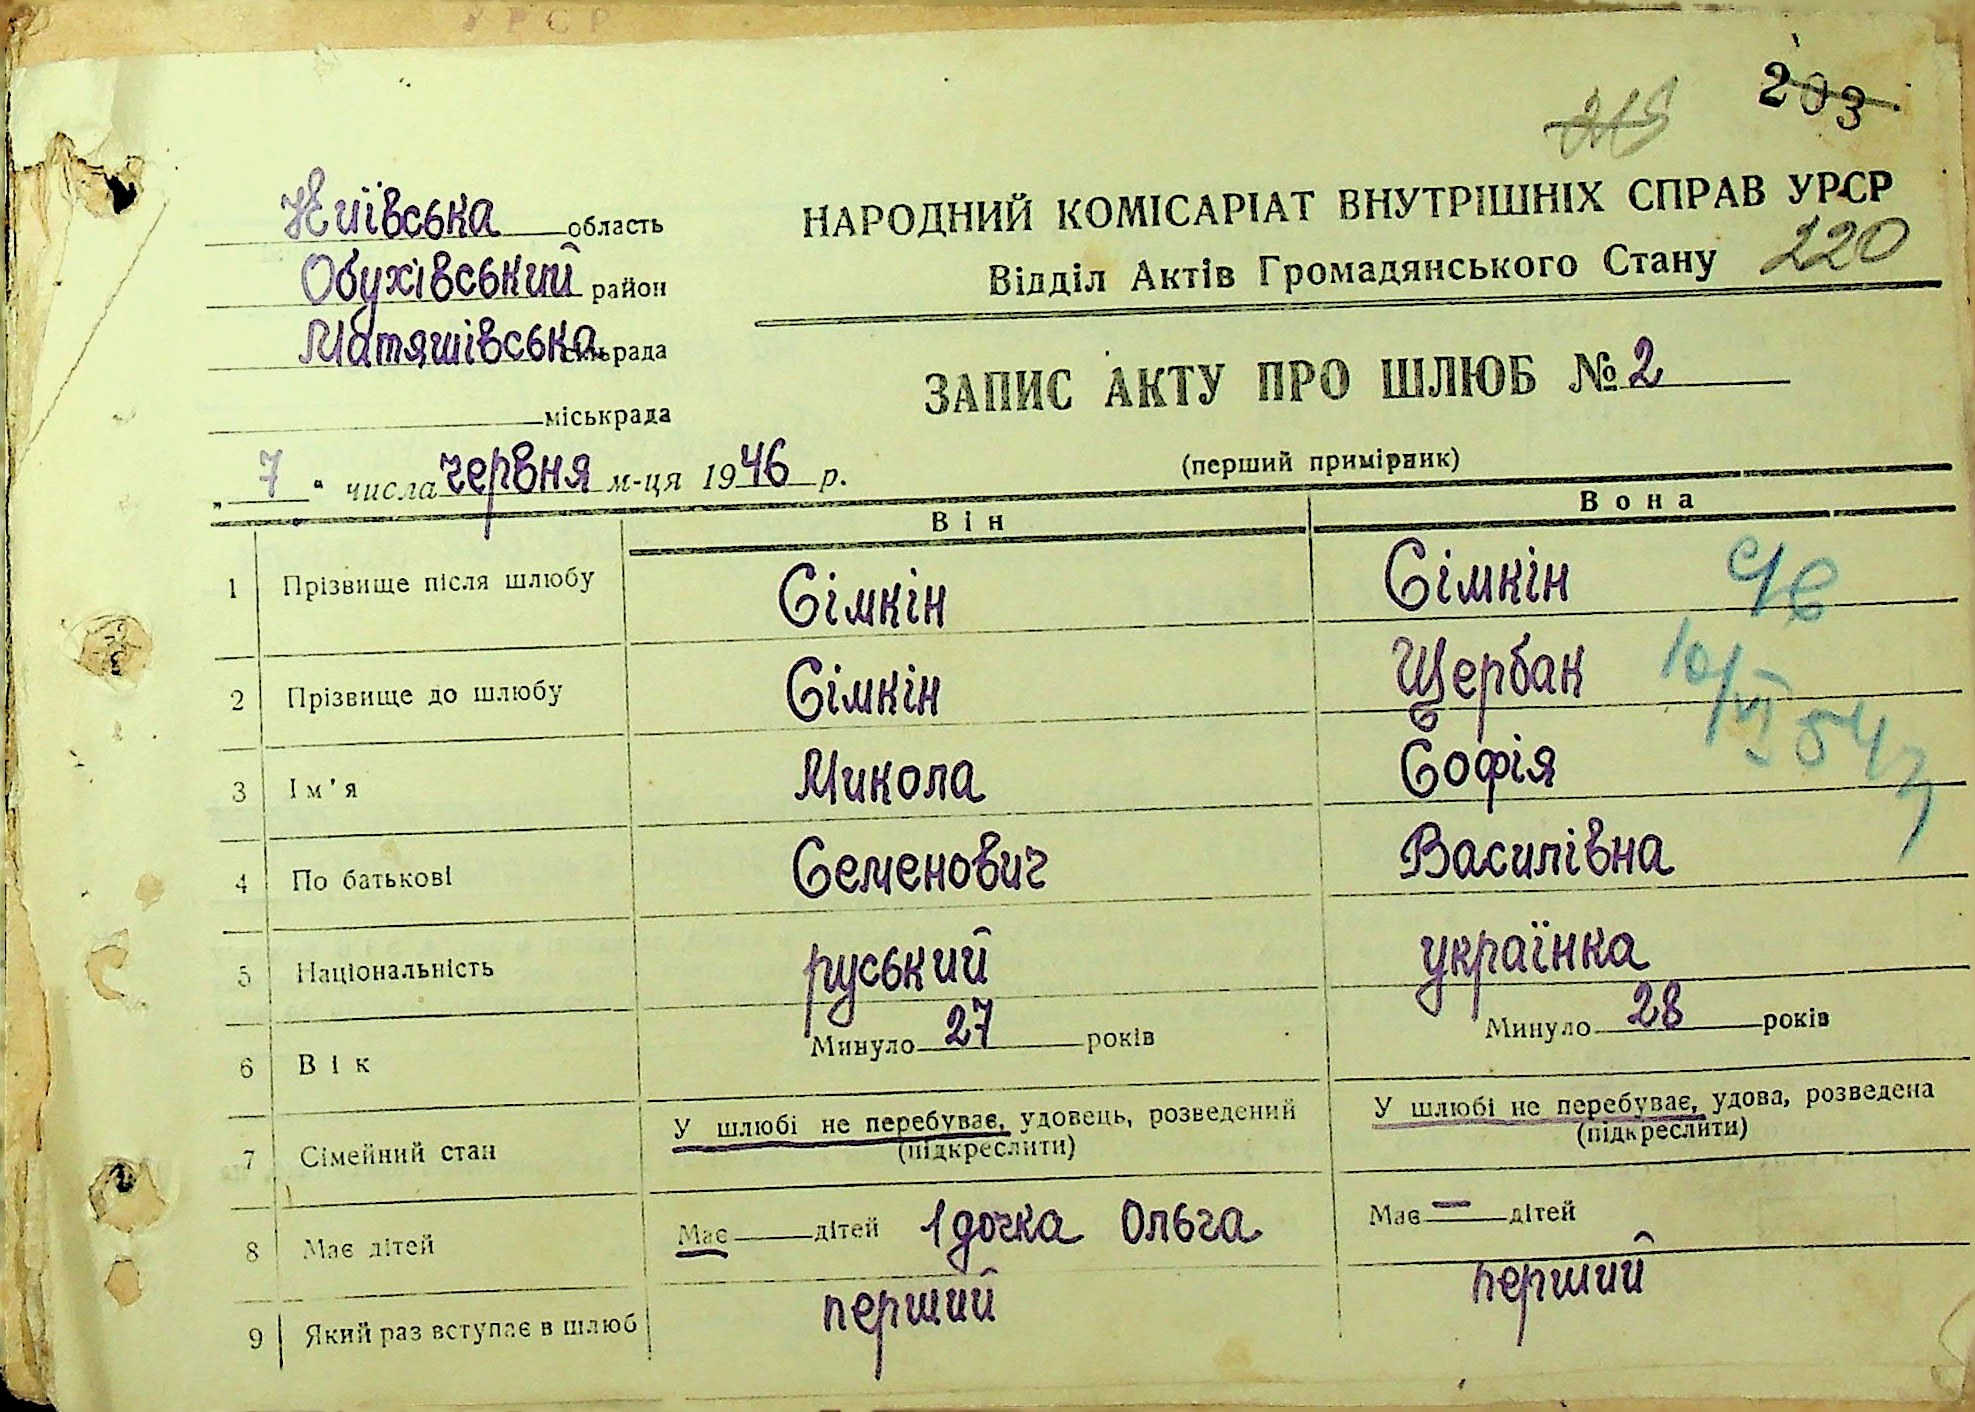 УРСР
203
Київська область
Обухівський район
Матяшівська сільрада
міськрада
„ 7 " числа червня м-ця 1946 р.
НАРОДНИЙ КОМІСАРІАТ ВНУТРІШНІХ СПРАВ УРСР
Відділ Актів Громадянського Стану 220
ЗАПИС АКТУ ПРО ШЛЮБ № 2
(перший примірник)
Він Вона
1 Прізвище після шлюбу Сімкін Сімкін
2 Прізвище до шлюбу Сімкін Щербак
10/VI 54
3 Ім'я Микола Софія
4 По батькові Семенович Василівна
5 Національність руський українка
6 Вік Минуло 27 років Минуло 28 років
7 Сімейний стан У шлюбі не перебуває, удовець, розведений У шлюбі не перебуває, удова, розведена
(підкреслити) (підкреслити)
8 Має дітей Має дітей 1 дочка Ольга Має — дітей
9 Який раз вступає в шлюб перший перший